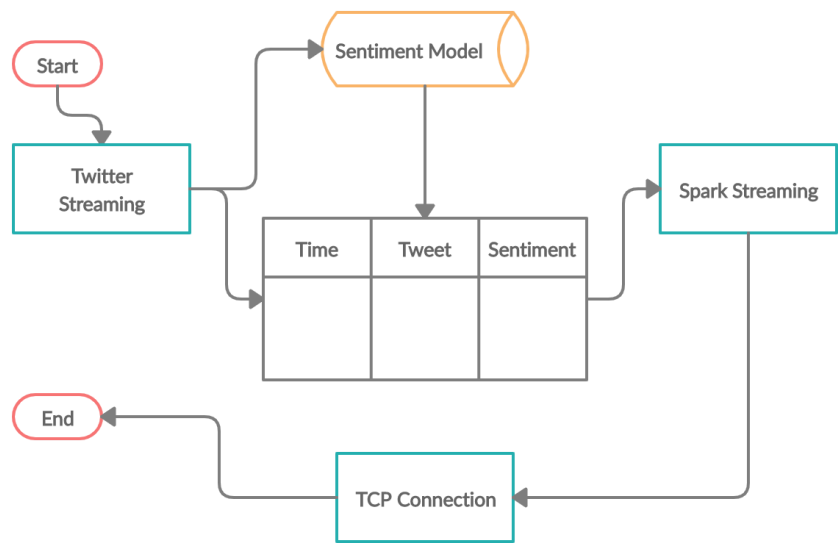 Start
Sentiment Model
Twitter
Streaming
Spark Streaming
Time
Tweet
Sentiment
End
TCP Connection